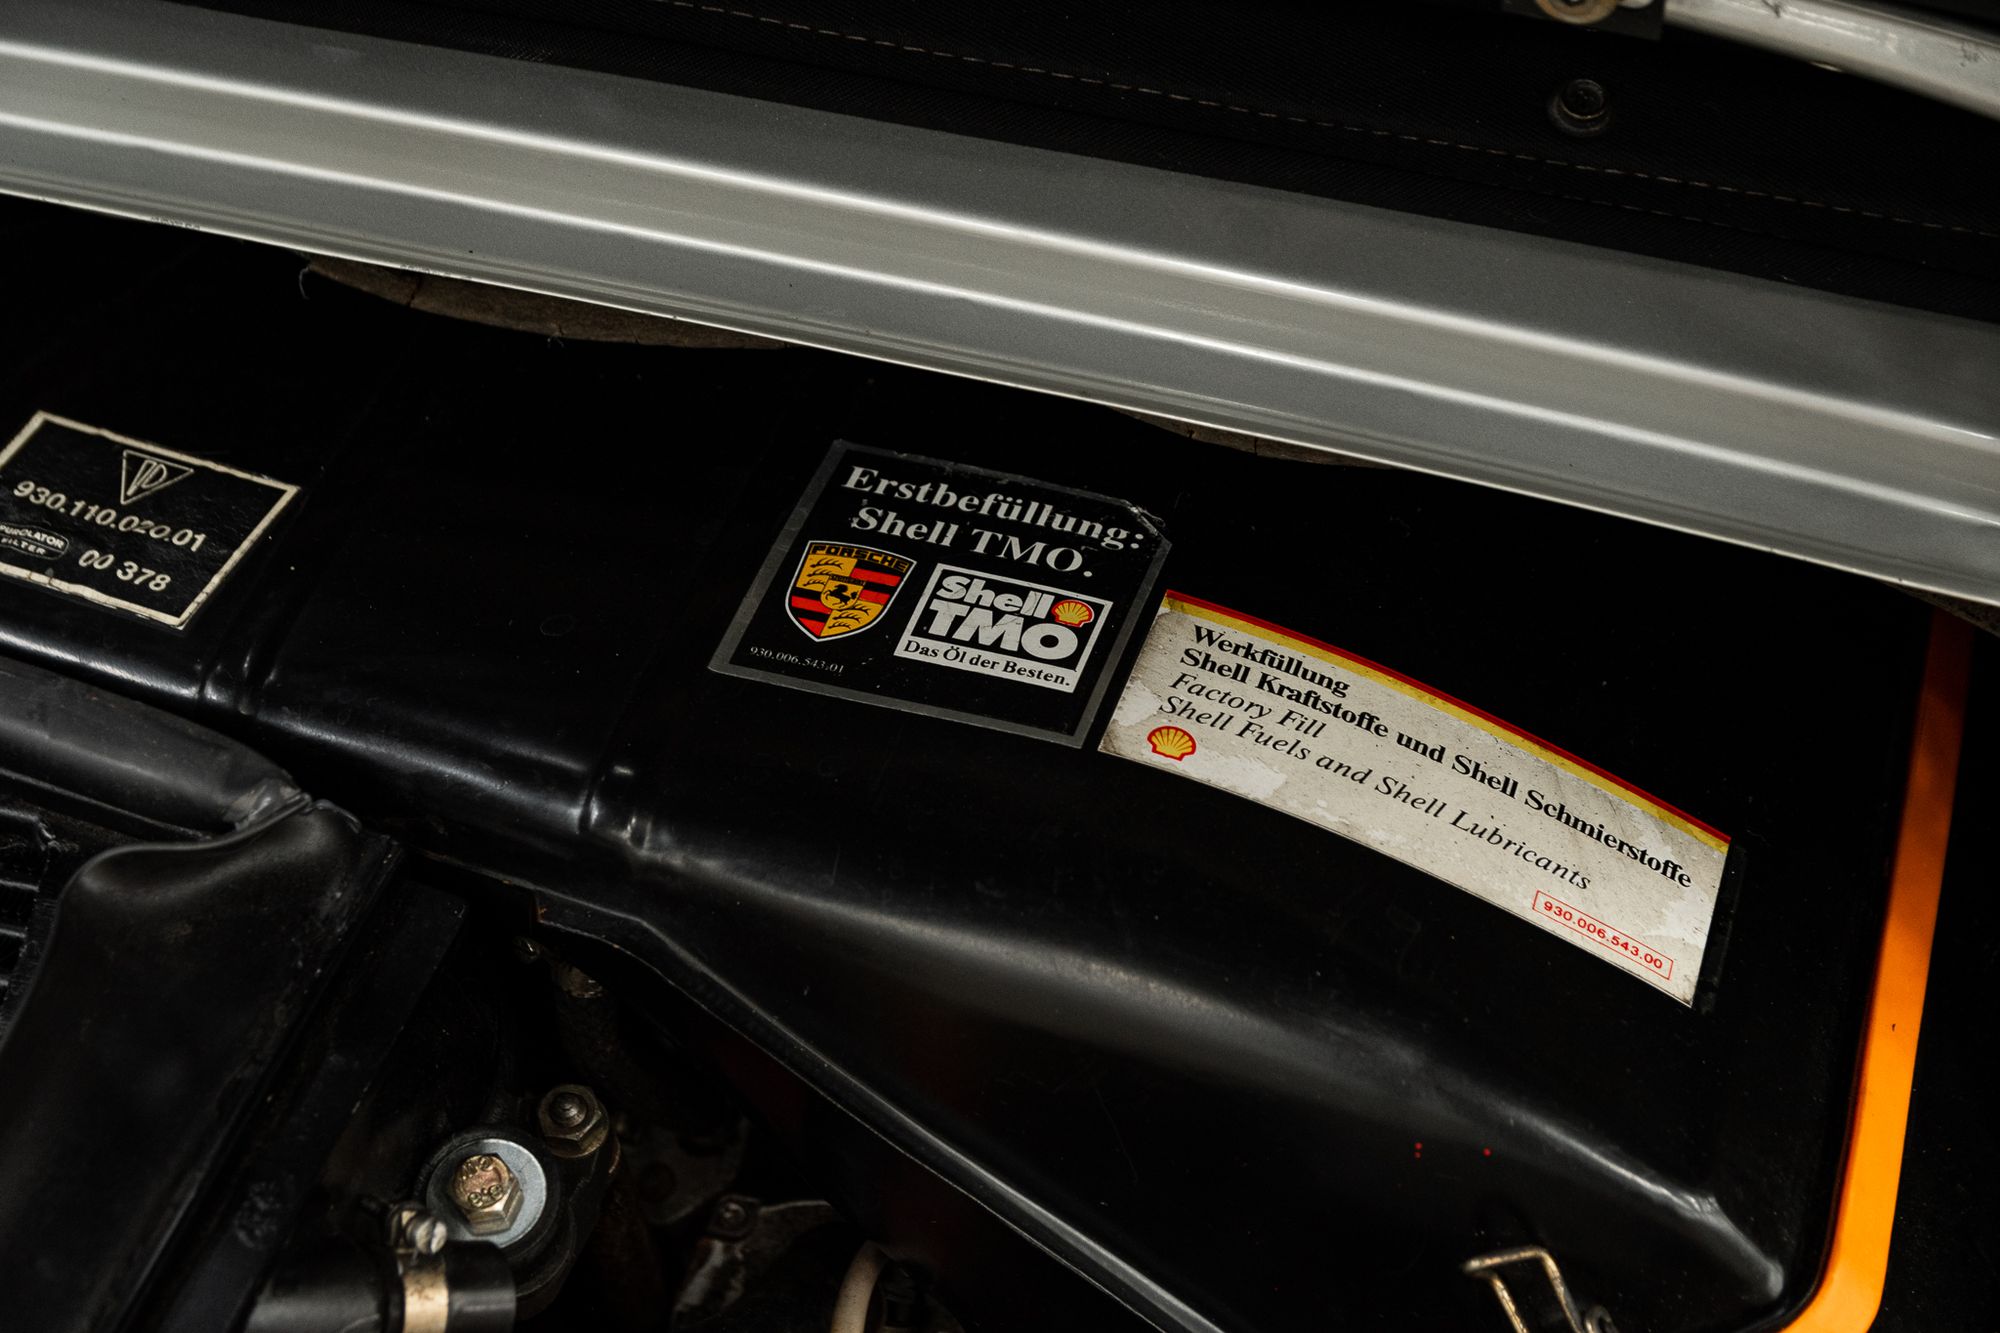 930.110.020.01
PUROLATOR
FILTER
00 378
Erstbefüllung:
Shell TMO.
PORSCHE
Shell
TMO
Das Öl der Besten.
930.006.543.01
Werkfüllung
Shell Kraftstoffe und Shell Schmierstoffe
Factory Fill
Shell Fuels and Shell Lubricants
930.006.543.00